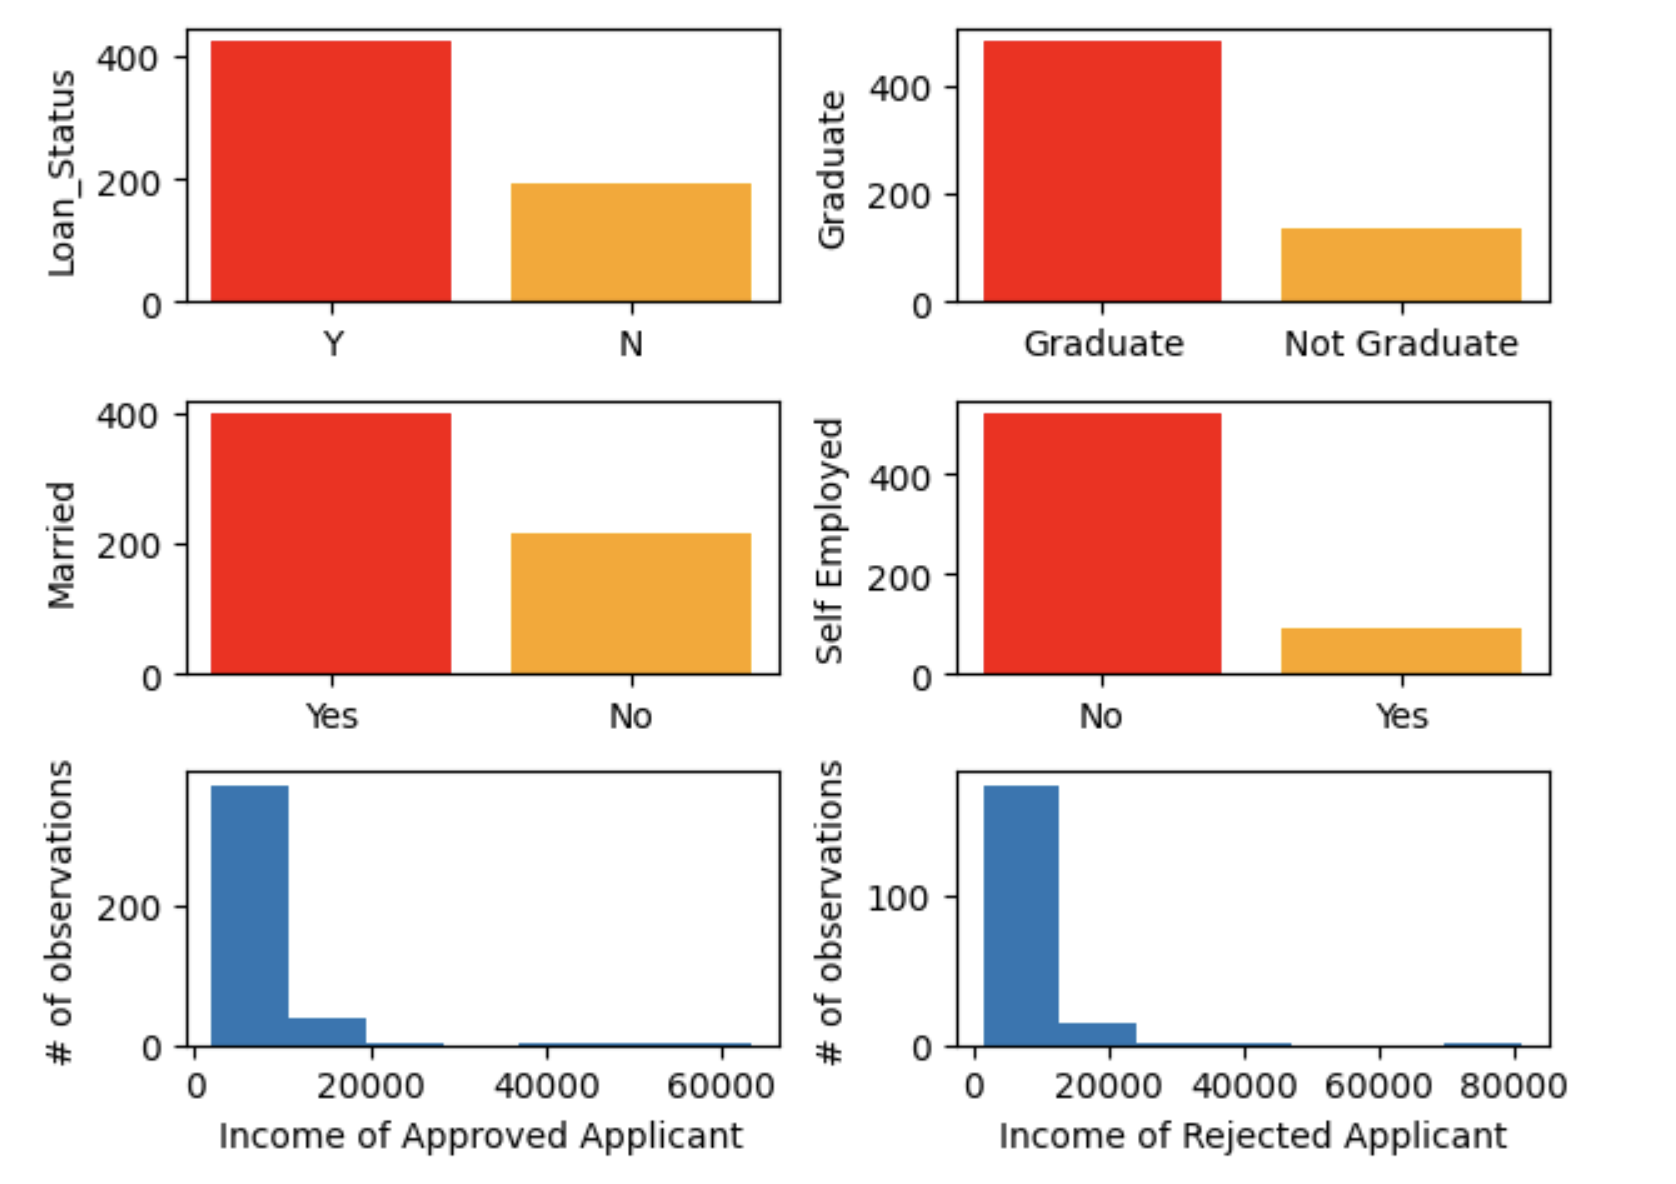 Loan_Status
400
200
0
Y
N
Graduate
400
200
0
Graduate
Not Graduate
Married
400
200
0
Yes
No
Self Employed
400
200
0
No
Yes
# of observations
200
0
0
20000
40000
60000
Income of Approved Applicant
# of observations
100
0
0
20000
40000
60000
80000
Income of Rejected Applicant